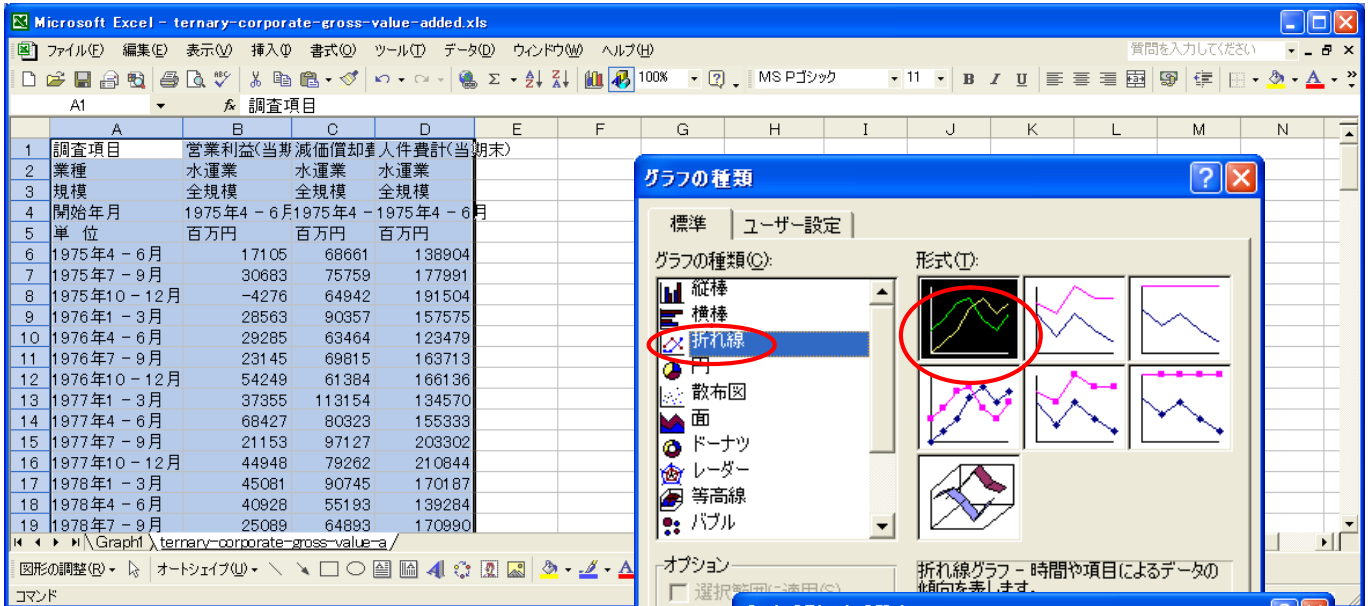 Microsoft Excel - ternary-corporate-gross-value-added.xls
ファイル(F) 編集(E) 表示(V) 挿入(I) 書式(O) ツール(T) データ(D) ウィンドウ(W) ヘルプ(H) 質問を入力してください
100% MS Pゴシック 11 B I U
A1 fx 調査項目
A B C D E F G H I J K L M N
1 調査項目 営業利益(当期 減価償却費 人件費計(当期末)
2 業種 水運業 水運業 水運業
3 規模 全規模 全規模 全規模
4 開始年月 1975年4－6月 1975年4－ 1975年4－6月
5 単 位 百万円 百万円 百万円
6 1975年4－6月 17105 68661 138904
7 1975年7－9月 30683 75759 177991
8 1975年10－12月 -4276 64942 191504
9 1976年1－3月 28563 90357 157575
10 1976年4－6月 29285 63464 123479
11 1976年7－9月 23145 69815 163713
12 1976年10－12月 54249 61384 166136
13 1977年1－3月 37355 113154 134570
14 1977年4－6月 68427 80323 155333
15 1977年7－9月 21153 97127 203302
16 1977年10－12月 44948 79262 210844
17 1978年1－3月 45081 90745 170187
18 1978年4－6月 40928 55193 139284
19 1978年7－9月 25089 64893 170990
Graph1 ternary-corporate-gross-value-a
図形の調整(R) オートシェイプ(U)
コマンド
グラフの種類
標準 ユーザー設定
グラフの種類(C):
縦棒
横棒
折れ線
円
散布図
面
ドーナツ
レーダー
等高線
バブル
形式(T):
オプション
選択範囲に適用(S)
折れ線グラフ - 時間や項目によるデータの
傾向を表します。